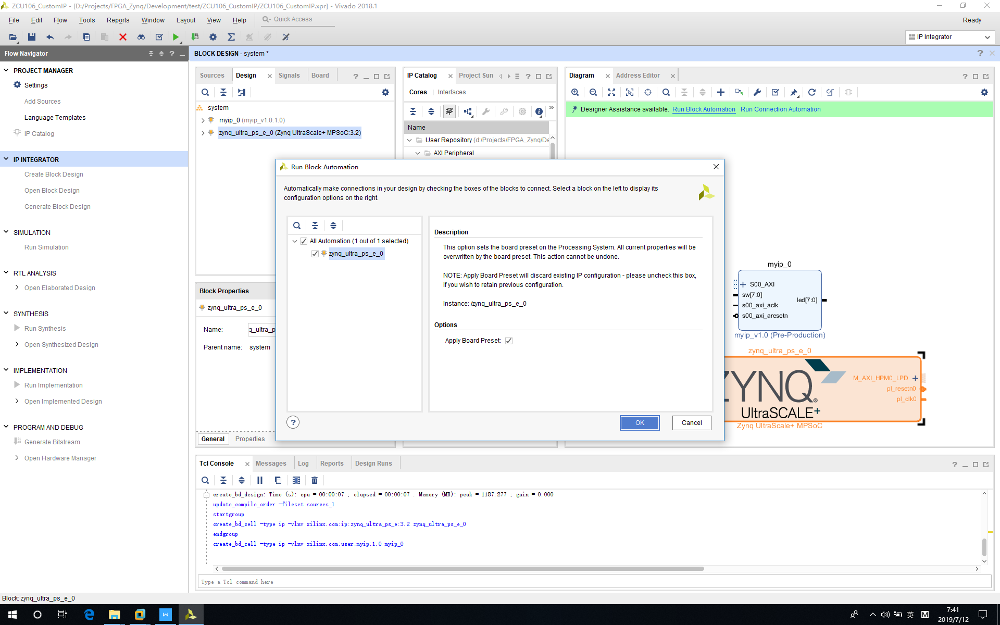 ZCU106_CustomIP - [D:/Projects/FPGA_Zynq/Development/test/ZCU106_CustomIP/ZCU106_CustomIP.xpr] - Vivado 2018.1
File Edit Flow Tools Reports Window Layout View Help Quick Access Ready
IP Integrator
Flow Navigator
PROJECT MANAGER
Settings
Add Sources
Language Templates
IP Catalog
IP INTEGRATOR
Create Block Design
Open Block Design
Generate Block Design
SIMULATION
Run Simulation
RTL ANALYSIS
Open Elaborated Design
SYNTHESIS
Run Synthesis
Open Synthesized Design
IMPLEMENTATION
Run Implementation
Open Implemented Design
PROGRAM AND DEBUG
Generate Bitstream
Open Hardware Manager
BLOCK DESIGN - system *
Sources Design Signals Board
system
myip_0 (myip_v1.0:1.0)
zynq_ultra_ps_e_0 (Zynq UltraScale+ MPSoC:3.2)
Block Properties
zynq_ultra_ps_e_0
Name: q_ultra_p
Parent name: system
General Properties
IP Catalog Project Sun
Cores | Interfaces
Name
User Repository (d:/Projects/FPGA_Zynq/De
AXI Peripheral
Diagram Address Editor
Designer Assistance available. Run Block Automation Run Connection Automation
myip_0
S00_AXI
sw[7:0]
led[7:0]
s00_axi_aclk
s00_axi_aresetn
myip_v1.0 (Pre-Production)
zynq_ultra_ps_e_0
ZYNQ®
UltraSCALE+
M_AXI_HPM0_LPD
pl_resetn0
pl_clk0
Zynq UltraScale+ MPSoC
Run Block Automation
Automatically make connections in your design by checking the boxes of the blocks to connect. Select a block on the left to display its
configuration options on the right.
All Automation (1 out of 1 selected)
zynq_ultra_ps_e_0
Description
This option sets the board preset on the Processing System. All current properties will be
overwritten by the board preset. This action cannot be undone.
NOTE: Apply Board Preset will discard existing IP configuration - please uncheck this box,
if you wish to retain previous configuration.
Instance: /zynq_ultra_ps_e_0
Options
Apply Board Preset:
OK Cancel
Tcl Console Messages Log Reports Design Runs
create_bd_design: Time (s): cpu = 00:00:07 ; elapsed = 00:00:07 . Memory (MB): peak = 1187.277 ; gain = 0.000
update_compile_order -fileset sources_1
startgroup
create_bd_cell -type ip -vlnv xilinx.com:ip:zynq_ultra_ps_e:3.2 zynq_ultra_ps_e_0
endgroup
create_bd_cell -type ip -vlnv xilinx.com:user:myip:1.0 myip_0
Type a Tcl command here
Block: zynq_ultra_ps_e_0
英 M
7:41
2019/7/12